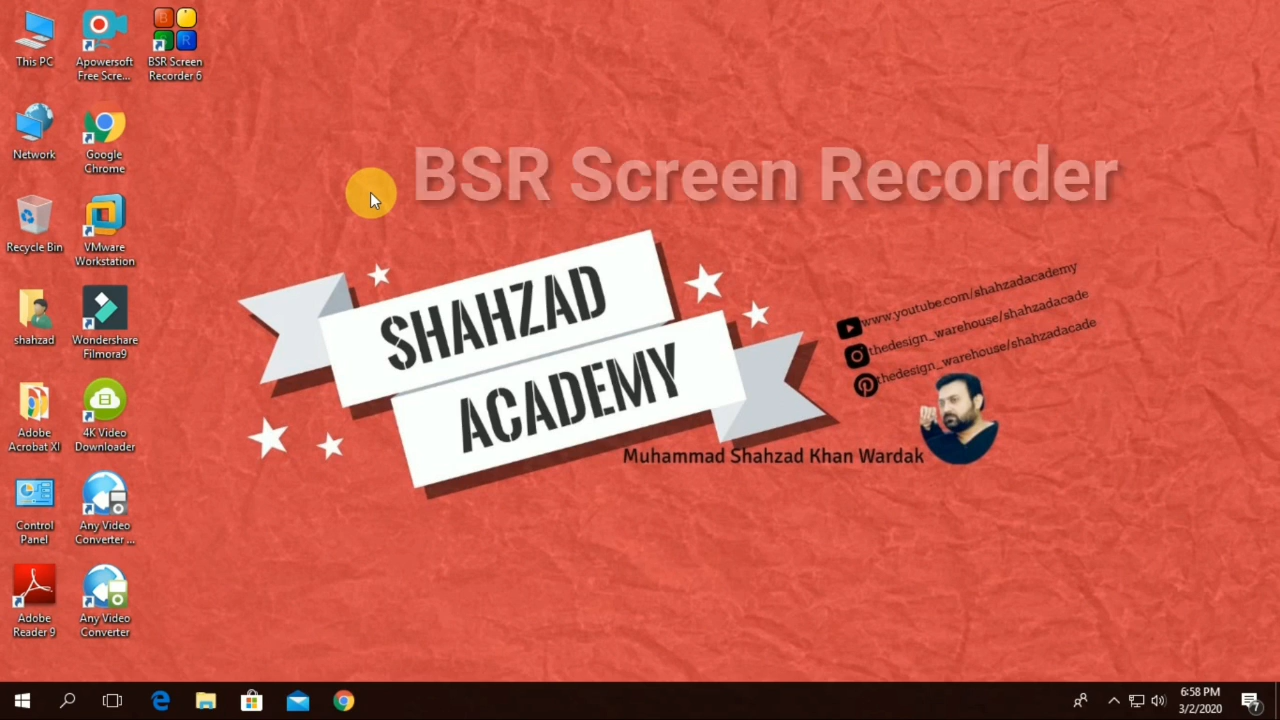 This PC
Apowersoft
Free Scre...
BSR Screen
Recorder 6
Network
Google
Chrome
Recycle Bin
VMware
Workstation
shahzad
Wondershare
Filmora9
Adobe
Acrobat XI
4K Video
Downloader
Control
Panel
Any Video
Converter ...
Adobe
Reader 9
Any Video
Converter
BSR Screen Recorder
SHAHZAD
ACADEMY
www.youtube.com/shahzadacademy
thedesign_warehouse/shahzadacade
thedesign_warehouse/shahzadacade
Muhammad Shahzad Khan Wardak
6:58 PM
3/2/2020
7